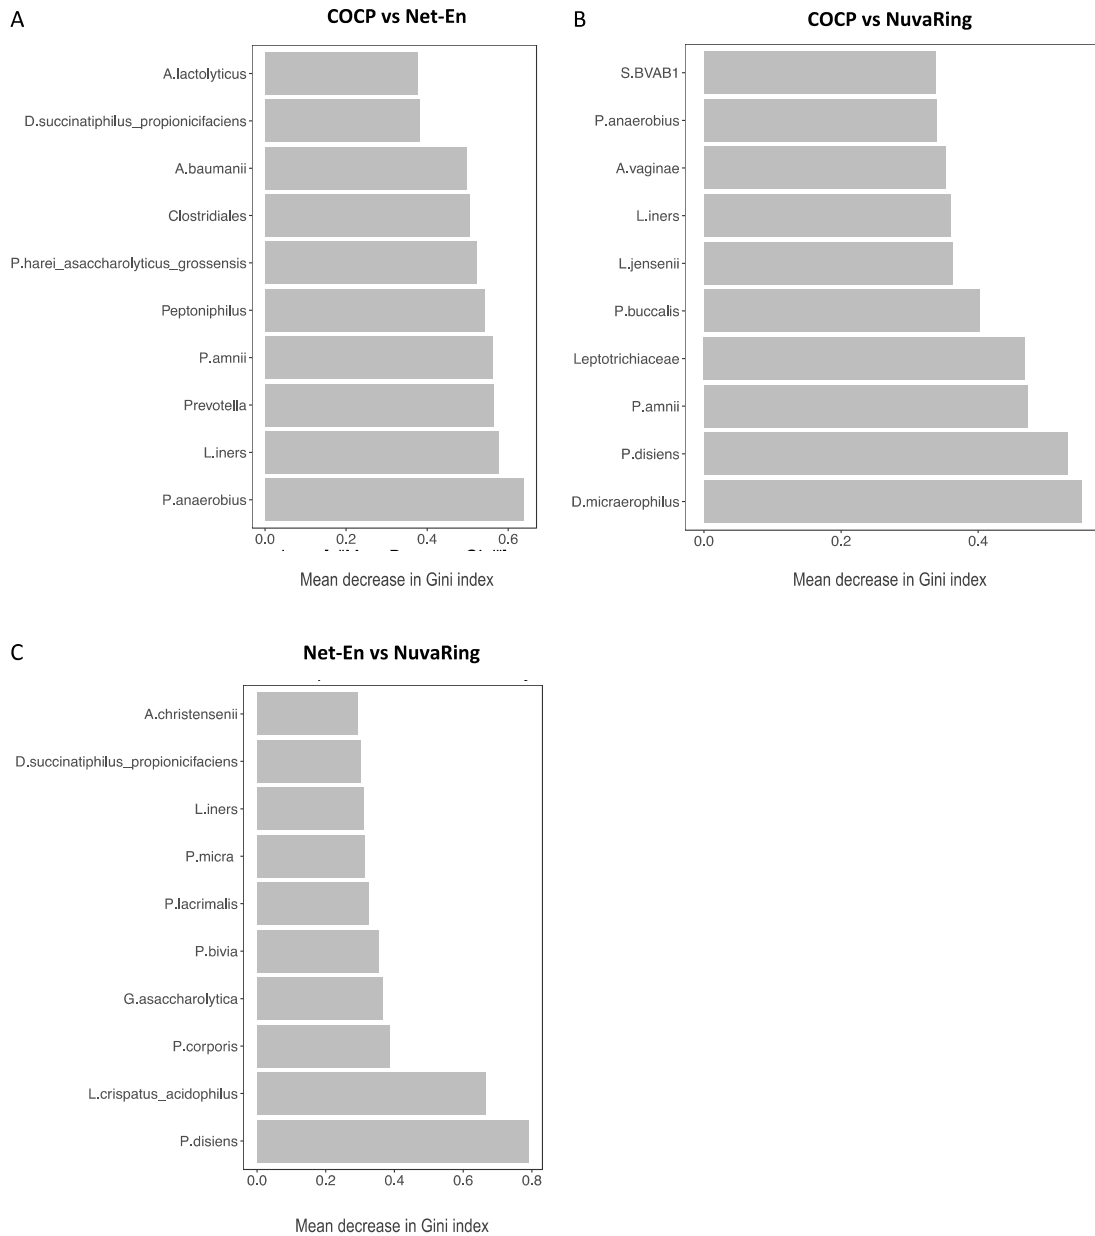 A
COCP vs Net-En
A.lactolyticus
D.succinatiphilus_propionicifaciens
A.baumanii
Clostridiales
P.harei_asaccharolyticus_grossensis
Peptoniphilus
P.amnii
Prevotella
L.iners
P.anaerobius
0.0 0.2 0.4 0.6
Mean decrease in Gini index
B
COCP vs NuvaRing
S.BVAB1
P.anaerobius
A.vaginae
L.iners
L.jensenii
P.buccalis
Leptotrichiaceae
P.amnii
P.disiens
D.micraerophilus
0.0 0.2 0.4
Mean decrease in Gini index
C
Net-En vs NuvaRing
A.christensenii
D.succinatiphilus_propionicifaciens
L.iners
P.micra
P.lacrimalis
P.bivia
G.asaccharolytica
P.corporis
L.crispatus_acidophilus
P.disiens
0.0 0.2 0.4 0.6 0.8
Mean decrease in Gini index